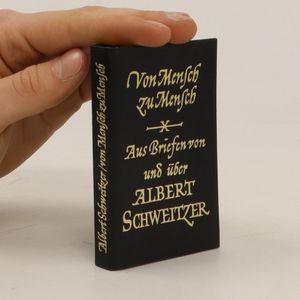 Von Mensch
zu Mensch
Aus Briefen von
und über
ALBERT
SCHWEITZER
Albert Schweitzer/von Mensch zu Mensch